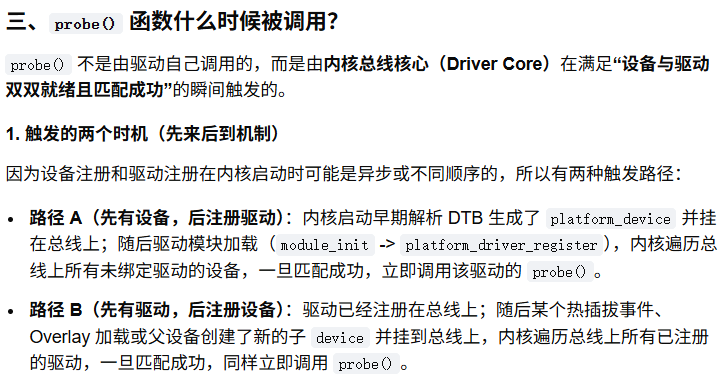 三、probe() 函数什么时候被调用？
probe() 不是由驱动自己调用的，而是由内核总线核心（Driver Core）在满足“设备与驱动
双双就绪且匹配成功”的瞬间触发的。
1. 触发的两个时机（先来后到机制）
因为设备注册和驱动注册在内核启动时可能是异步或不同顺序的，所以有两种触发路径：
• 路径 A（先有设备，后注册驱动）：内核启动早期解析 DTB 生成了 platform_device 并挂
在总线上；随后驱动模块加载（ module_init -> platform_driver_register ），内核遍历总
线上所有未绑定驱动的设备，一旦匹配成功，立即调用该驱动的 probe() 。
• 路径 B（先有驱动，后注册设备）：驱动已经注册在总线上；随后某个热插拔事件、
Overlay 加载或父设备创建了新的子 device 并挂到总线上，内核遍历总线上所有已注册
的驱动，一旦匹配成功，同样立即调用 probe() 。